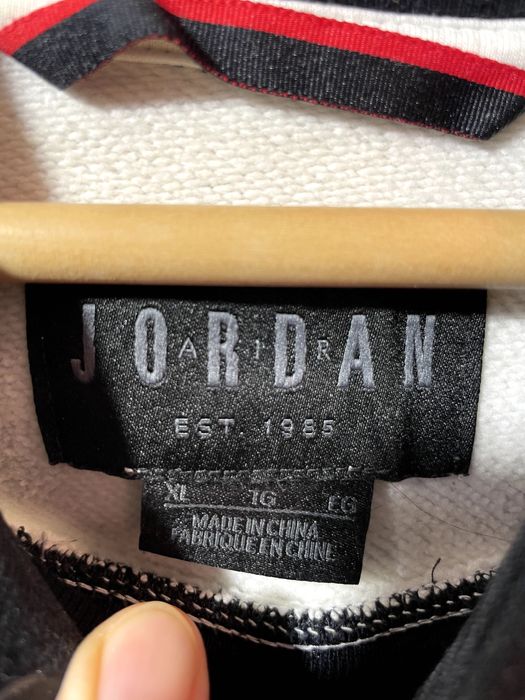 JORDAN
AIR
EST. 1985
XL TG EG
MADE IN CHINA
FABRIQUE EN CHINE